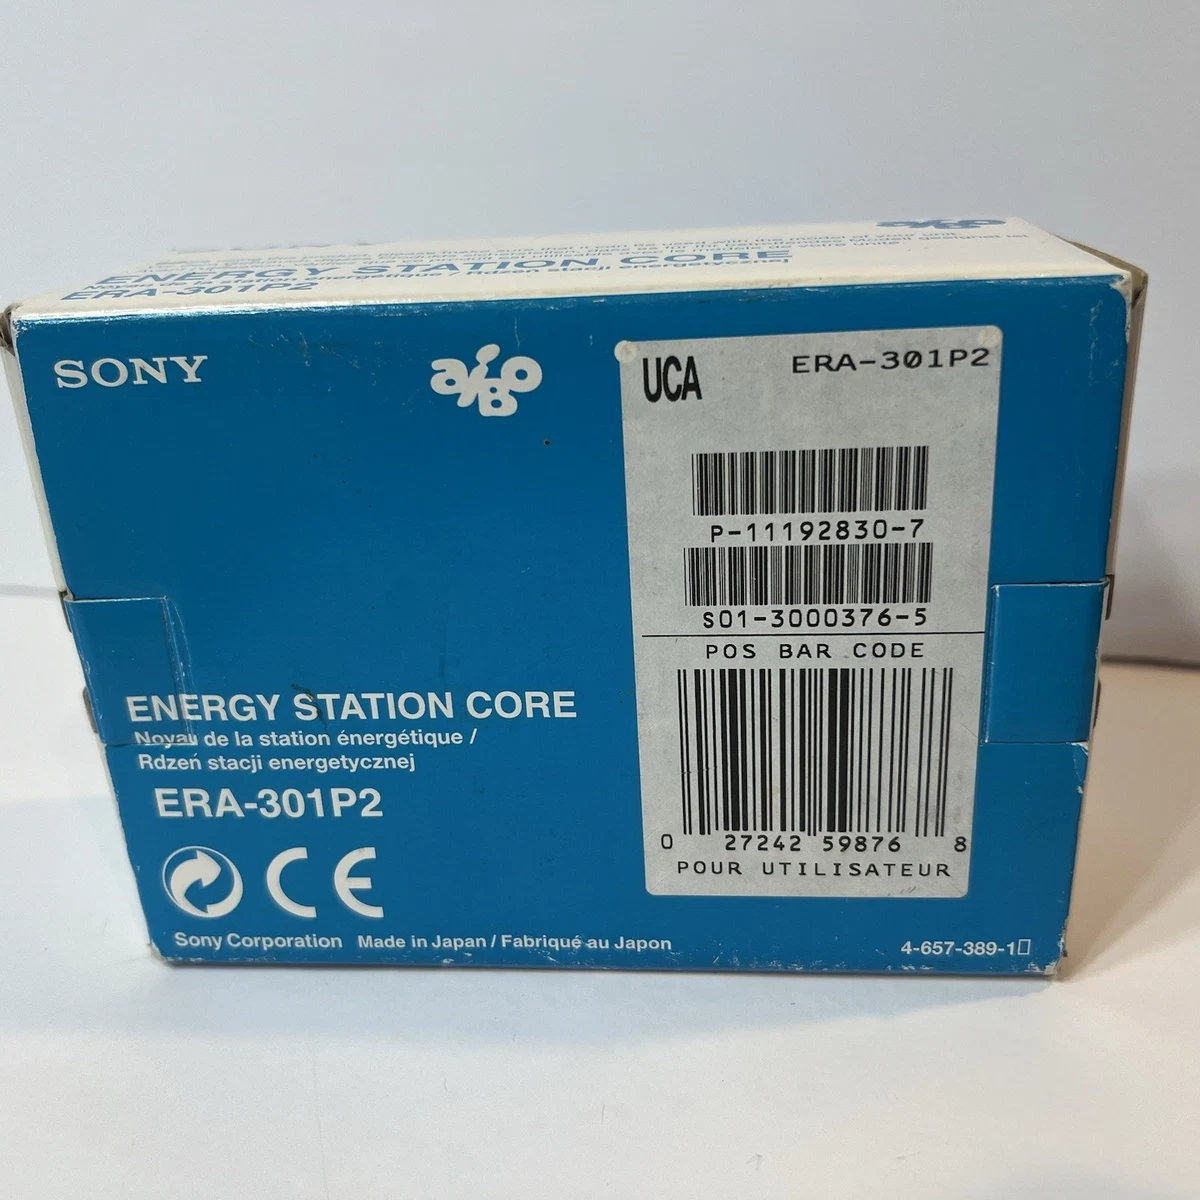 aibo
ENERGY STATION CORE
ERA-301P2
SONY
aibo
UCA ERA-301P2
P-11192830-7
S01-3000376-5
POS BAR CODE
0 27242 59876 8
POUR UTILISATEUR
ENERGY STATION CORE
Noyau de la station énergétique /
Rdzeń stacji energetycznej
ERA-301P2
CE
Sony Corporation Made in Japan / Fabriqué au Japon
4-657-389-1